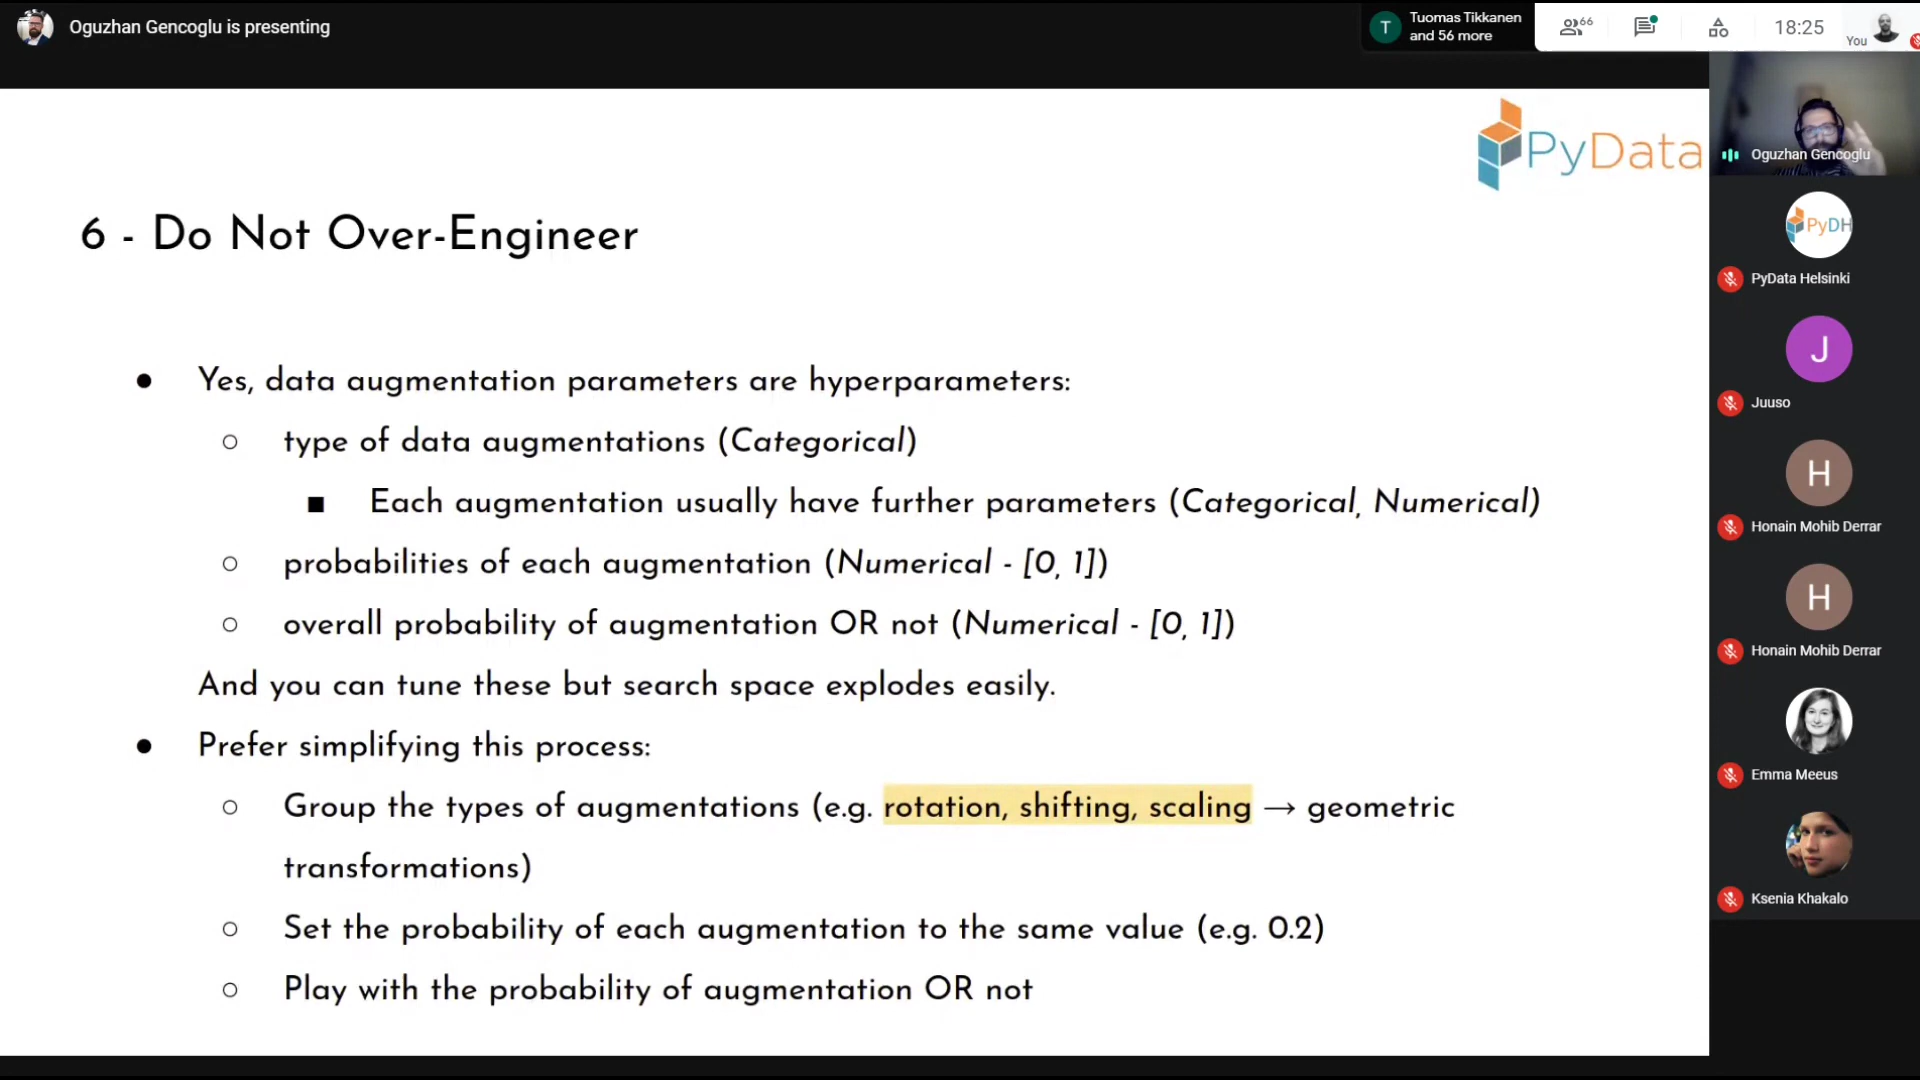 Oguzhan Gencoglu is presenting
T
Tuomas Tikkanen
and 56 more
66
18:25
You
PyData
Oguzhan Gencoglu
6 - Do Not Over-Engineer
PyDH
PyData Helsinki
● Yes, data augmentation parameters are hyperparameters:
○ type of data augmentations (Categorical)
■ Each augmentation usually have further parameters (Categorical, Numerical)
○ probabilities of each augmentation (Numerical - [0, 1])
○ overall probability of augmentation OR not (Numerical - [0, 1])
And you can tune these but search space explodes easily.
● Prefer simplifying this process:
○ Group the types of augmentations (e.g. rotation, shifting, scaling → geometric
transformations)
○ Set the probability of each augmentation to the same value (e.g. 0.2)
○ Play with the probability of augmentation OR not
J
Juuso
H
Honain Mohib Derrar
H
Honain Mohib Derrar
Emma Meeus
Ksenia Khakalo